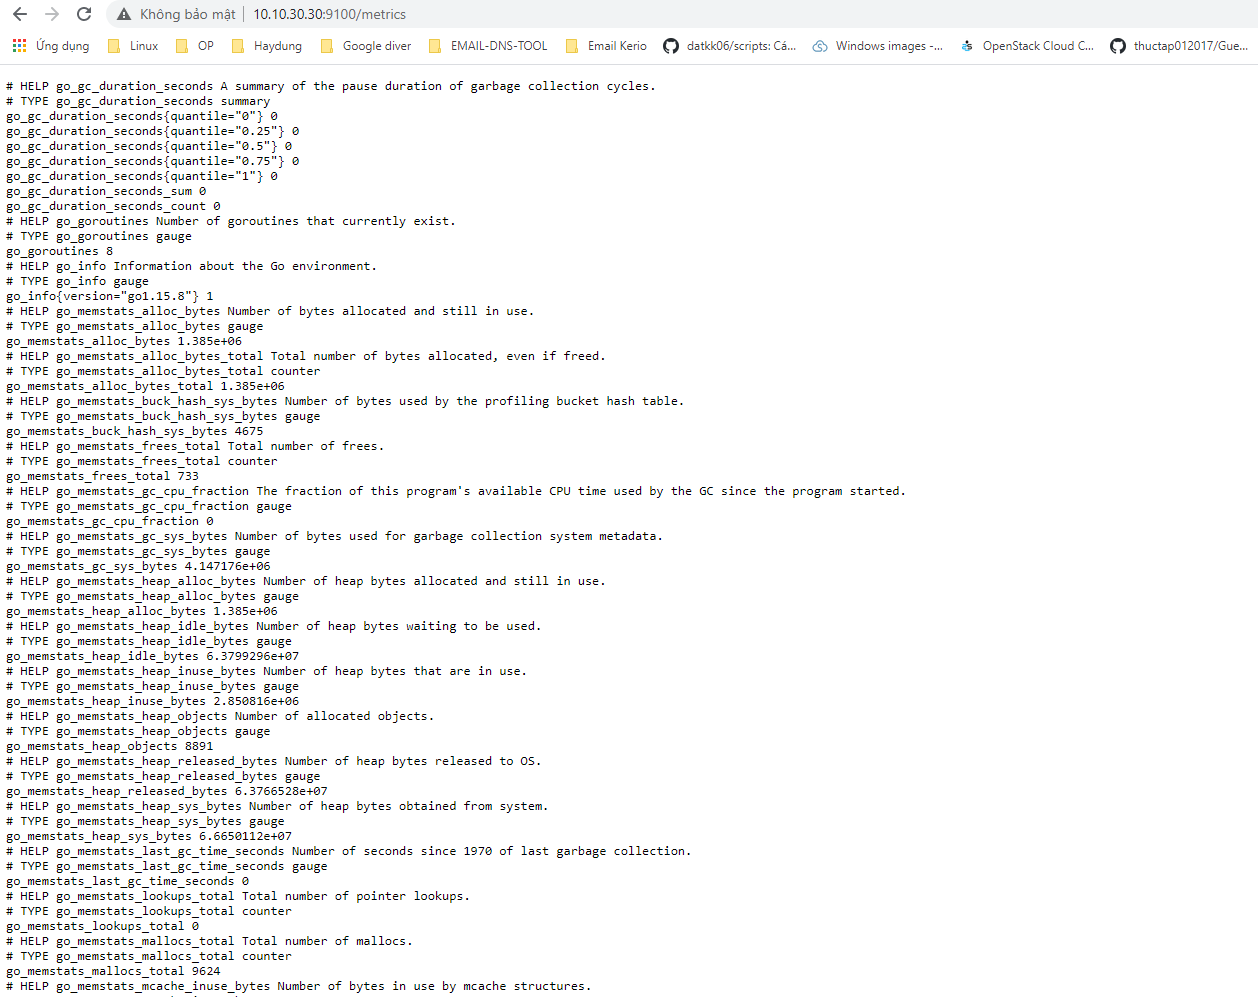 Không bảo mật | 10.10.30.30:9100/metrics
Ứng dụng Linux OP Haydung Google diver EMAIL-DNS-TOOL Email Kerio datkk06/scripts: Cá... Windows images -... OpenStack Cloud C... thuctap012017/Gue...
# HELP go_gc_duration_seconds A summary of the pause duration of garbage collection cycles.
# TYPE go_gc_duration_seconds summary
go_gc_duration_seconds{quantile="0"} 0
go_gc_duration_seconds{quantile="0.25"} 0
go_gc_duration_seconds{quantile="0.5"} 0
go_gc_duration_seconds{quantile="0.75"} 0
go_gc_duration_seconds{quantile="1"} 0
go_gc_duration_seconds_sum 0
go_gc_duration_seconds_count 0
# HELP go_goroutines Number of goroutines that currently exist.
# TYPE go_goroutines gauge
go_goroutines 8
# HELP go_info Information about the Go environment.
# TYPE go_info gauge
go_info{version="go1.15.8"} 1
# HELP go_memstats_alloc_bytes Number of bytes allocated and still in use.
# TYPE go_memstats_alloc_bytes gauge
go_memstats_alloc_bytes 1.385e+06
# HELP go_memstats_alloc_bytes_total Total number of bytes allocated, even if freed.
# TYPE go_memstats_alloc_bytes_total counter
go_memstats_alloc_bytes_total 1.385e+06
# HELP go_memstats_buck_hash_sys_bytes Number of bytes used by the profiling bucket hash table.
# TYPE go_memstats_buck_hash_sys_bytes gauge
go_memstats_buck_hash_sys_bytes 4675
# HELP go_memstats_frees_total Total number of frees.
# TYPE go_memstats_frees_total counter
go_memstats_frees_total 733
# HELP go_memstats_gc_cpu_fraction The fraction of this program's available CPU time used by the GC since the program started.
# TYPE go_memstats_gc_cpu_fraction gauge
go_memstats_gc_cpu_fraction 0
# HELP go_memstats_gc_sys_bytes Number of bytes used for garbage collection system metadata.
# TYPE go_memstats_gc_sys_bytes gauge
go_memstats_gc_sys_bytes 4.147176e+06
# HELP go_memstats_heap_alloc_bytes Number of heap bytes allocated and still in use.
# TYPE go_memstats_heap_alloc_bytes gauge
go_memstats_heap_alloc_bytes 1.385e+06
# HELP go_memstats_heap_idle_bytes Number of heap bytes waiting to be used.
# TYPE go_memstats_heap_idle_bytes gauge
go_memstats_heap_idle_bytes 6.3799296e+07
# HELP go_memstats_heap_inuse_bytes Number of heap bytes that are in use.
# TYPE go_memstats_heap_inuse_bytes gauge
go_memstats_heap_inuse_bytes 2.850816e+06
# HELP go_memstats_heap_objects Number of allocated objects.
# TYPE go_memstats_heap_objects gauge
go_memstats_heap_objects 8891
# HELP go_memstats_heap_released_bytes Number of heap bytes released to OS.
# TYPE go_memstats_heap_released_bytes gauge
go_memstats_heap_released_bytes 6.3766528e+07
# HELP go_memstats_heap_sys_bytes Number of heap bytes obtained from system.
# TYPE go_memstats_heap_sys_bytes gauge
go_memstats_heap_sys_bytes 6.6650112e+07
# HELP go_memstats_last_gc_time_seconds Number of seconds since 1970 of last garbage collection.
# TYPE go_memstats_last_gc_time_seconds gauge
go_memstats_last_gc_time_seconds 0
# HELP go_memstats_lookups_total Total number of pointer lookups.
# TYPE go_memstats_lookups_total counter
go_memstats_lookups_total 0
# HELP go_memstats_mallocs_total Total number of mallocs.
# TYPE go_memstats_mallocs_total counter
go_memstats_mallocs_total 9624
# HELP go_memstats_mcache_inuse_bytes Number of bytes in use by mcache structures.